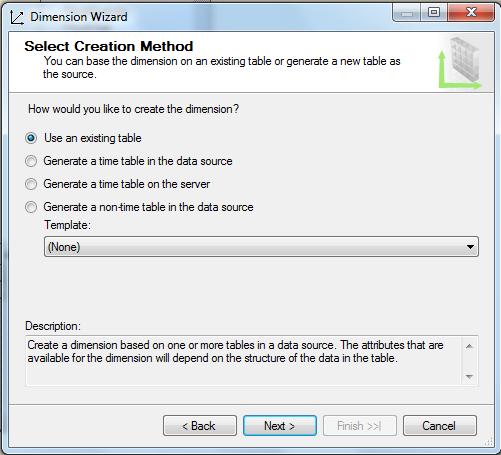 Dimension Wizard
Select Creation Method
You can base the dimension on an existing table or generate a new table as
the source.
How would you like to create the dimension?
Use an existing table
Generate a time table in the data source
Generate a time table on the server
Generate a non-time table in the data source
Template:
(None)
Description:
Create a dimension based on one or more tables in a data source. The attributes that are
available for the dimension will depend on the structure of the data in the table.
< Back
Next >
Finish >>|
Cancel